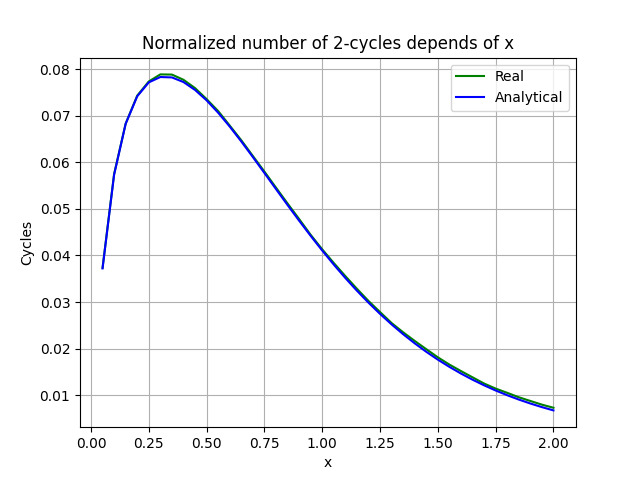 Normalized number of 2-cycles depends of x
Real
Analytical
0.08
0.07
0.06
0.05
0.04
0.03
0.02
0.01
Cycles
0.00 0.25 0.50 0.75 1.00 1.25 1.50 1.75 2.00
x